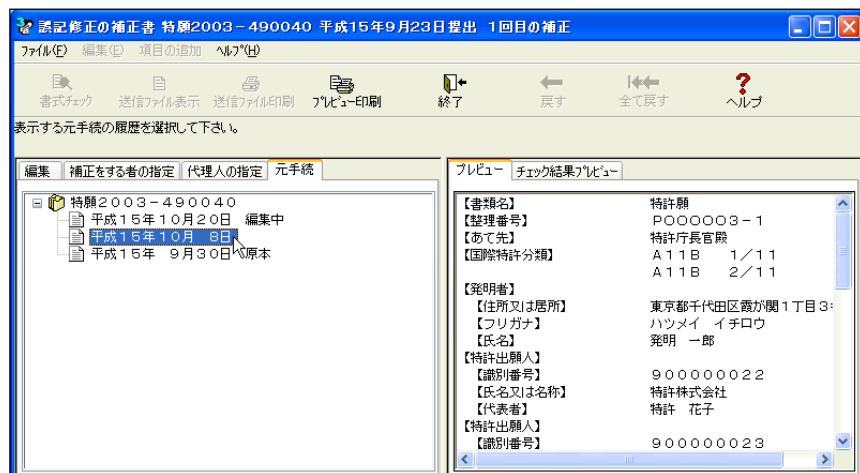 誤記修正の補正書 特願2003－490040 平成15年9月23日提出 1回目の補正
ファイル(F) 編集(E) 項目の追加 ヘルプ(H)
書式チェック 送信ファイル表示 送信ファイル印刷 プレビュー印刷 終了 戻す 全て戻す ヘルプ
表示する元手続の履歴を選択して下さい。
編集 補正をする者の指定 代理人の指定 元手続
特願２００３－４９００４０
平成１５年１０月２０日 編集中
平成１５年１０月 ８日
平成１５年 ９月３０日 原本
プレビュー チェック結果プレビュー
【書類名】 特許願
【整理番号】 Ｐ０００００３－１
【あて先】 特許庁長官殿
【国際特許分類】 Ａ１１Ｂ １／１１
Ａ１１Ｂ ２／１１
【発明者】
【住所又は居所】 東京都千代田区霞が関１丁目３
【フリガナ】 ハツメイ イチロウ
【氏名】 発明 一郎
【特許出願人】
【識別番号】 ９０００００００２２
【氏名又は名称】 特許株式会社
【代表者】 特許 花子
【特許出願人】
【識別番号】 ９００００００２３